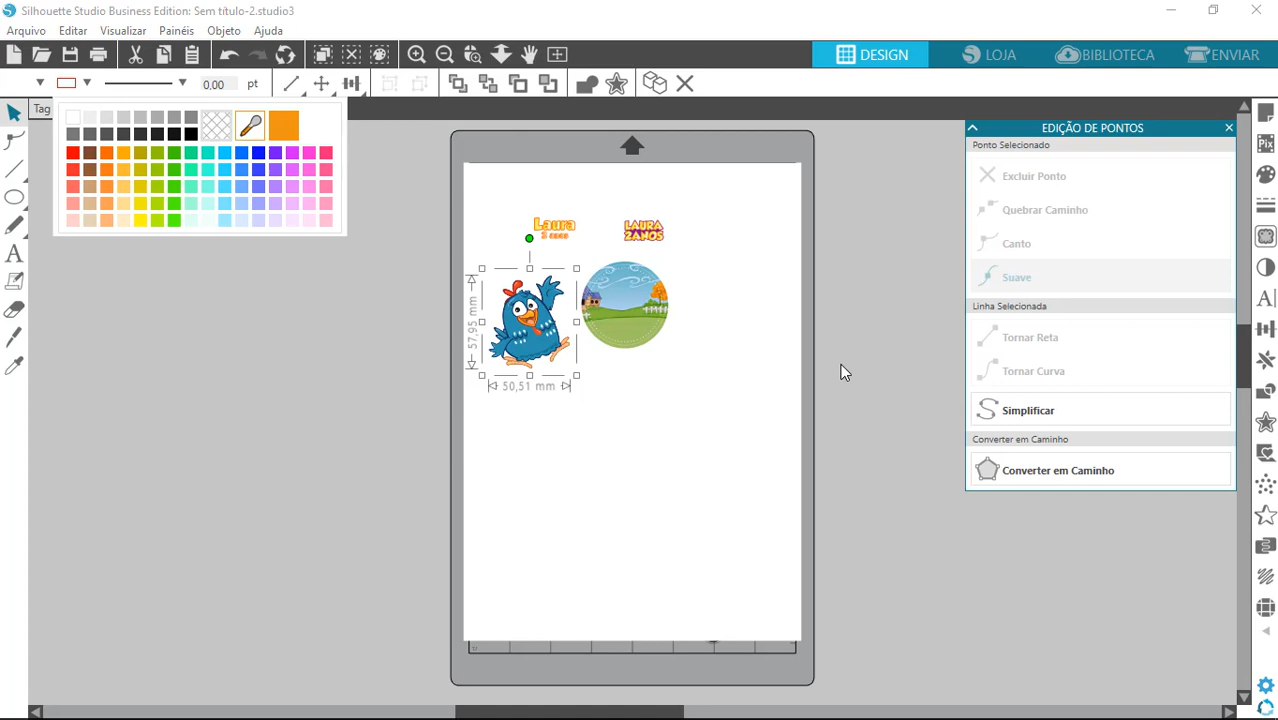 Silhouette Studio Business Edition: Sem título-2.studio3
Arquivo Editar Visualizar Painéis Objeto Ajuda
DESIGN LOJA BIBLIOTECA ENVIAR
0,00 pt
Tag
EDIÇÃO DE PONTOS
Ponto Selecionado
Excluir Ponto
Quebrar Caminho
Canto
Suave
Linha Selecionada
Tornar Reta
Tornar Curva
Simplificar
Converter em Caminho
Converter em Caminho
Laura
LAURA
2ANOS
57,95 mm
50,51 mm
Pix